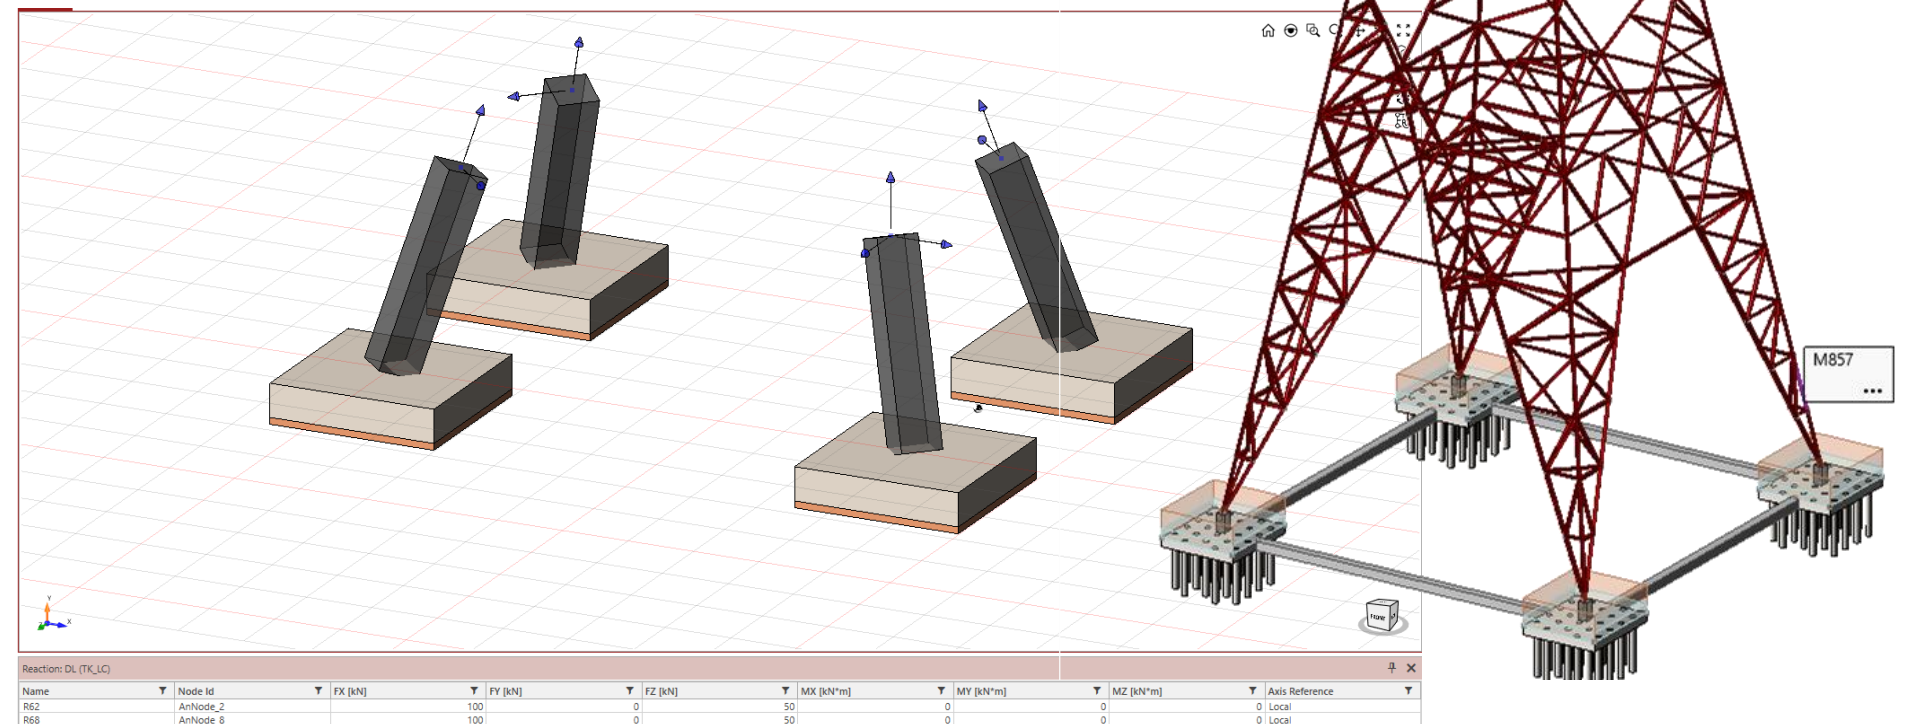 M857
...
FRONT
Y
X
Reaction: DL (TK_LC)
Name Node Id FX [kN] FY [kN] FZ [kN] MX [kN*m] MY [kN*m] MZ [kN*m] Axis Reference
R62 AnNode_2 100 0 50 0 0 0 Local
R68 AnNode_8 100 0 50 0 0 0 Local